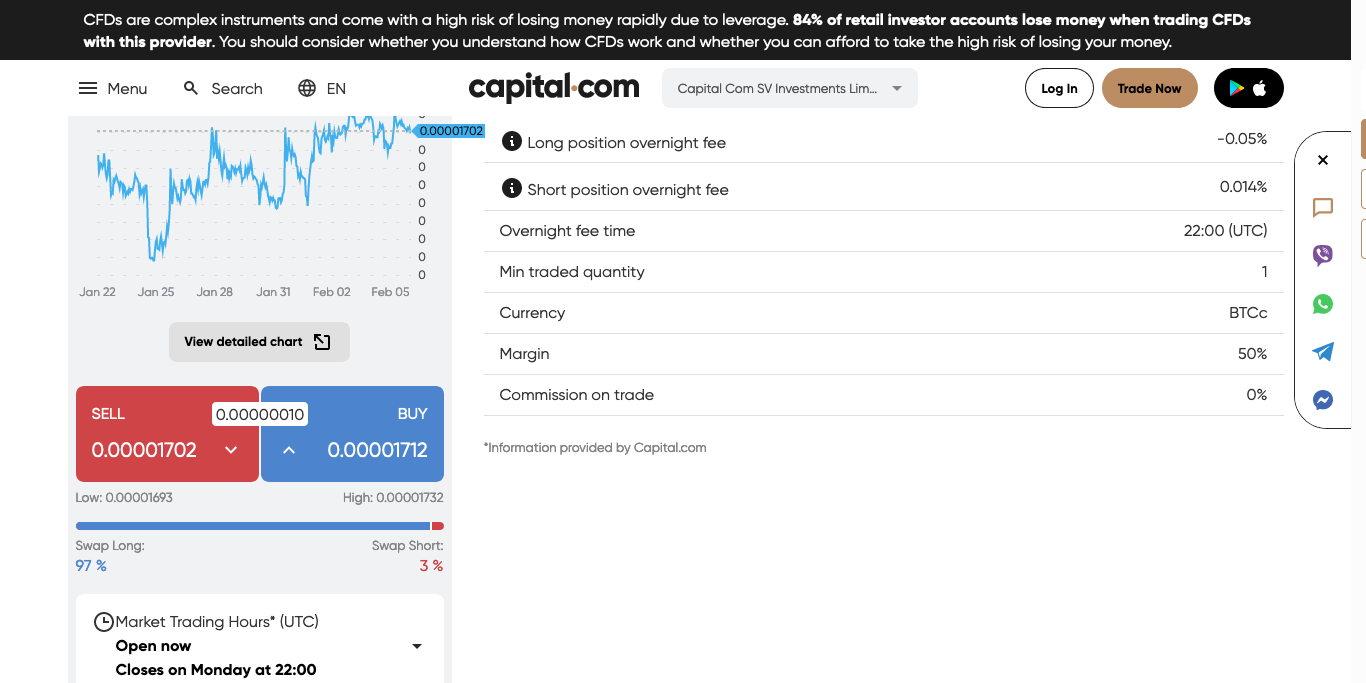 CFDs are complex instruments and come with a high risk of losing money rapidly due to leverage. 84% of retail investor accounts lose money when trading CFDs
with this provider. You should consider whether you understand how CFDs work and whether you can afford to take the high risk of losing your money.
Menu
Search
EN
capital.com
Capital Com SV Investments Lim...
Log In
Trade Now
0.00001702
0
0
0
0
0
0
0
0
Jan 22
Jan 25
Jan 28
Jan 31
Feb 02
Feb 05
View detailed chart
SELL
0.00000010
BUY
0.00001702
0.00001712
Low: 0.00001693
High: 0.00001732
Swap Long:
Swap Short:
97 %
3 %
Market Trading Hours* (UTC)
Open now
Closes on Monday at 22:00
Long position overnight fee
-0.05%
Short position overnight fee
0.014%
Overnight fee time
22:00 (UTC)
Min traded quantity
1
Currency
BTCc
Margin
50%
Commission on trade
0%
*Information provided by Capital.com